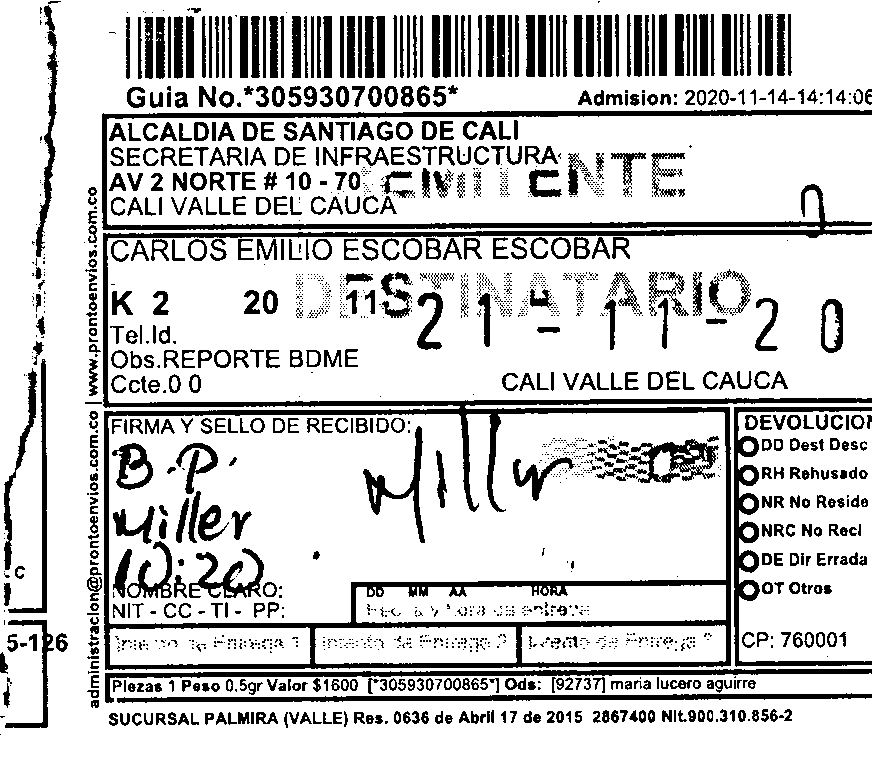 Guia No.*305930700865*
Admision: 2020-11-14-14:14:06
ALCALDIA DE SANTIAGO DE CALI
SECRETARIA DE INFRAESTRUCTURA
AV 2 NORTE # 10 - 70
CALI VALLE DEL CAUCA
CARLOS EMILIO ESCOBAR ESCOBAR
DESTINATARIO
K 2 20 11
21-11-20
Tel.Id.
Obs.REPORTE BDME
Ccte.0 0
CALI VALLE DEL CAUCA
www.prontoenvios.com.co
administracion@prontoenvios.com.co
FIRMA Y SELLO DE RECIBIDO:
B.P.
Miller
Miller
10:20
NOMBRE CLARO:
NIT - CC - TI - PP:
DD MM AA HORA
Fecha y hora de entrega
Intento de Entrega 1
Intento de Entrega 2
DEVOLUCION
DD Dest Desc
RH Rehusado
NR No Reside
NRC No Recl
DE Dir Errada
OT Otros
CP: 760001
C
5-126
Piezas 1 Peso 0.5gr Valor $1600 [*305930700865*] Ods: [92737] maria lucero aguirre
SUCURSAL PALMIRA (VALLE) Res. 0636 de Abril 17 de 2015 2867400 Nit.900.310.856-2